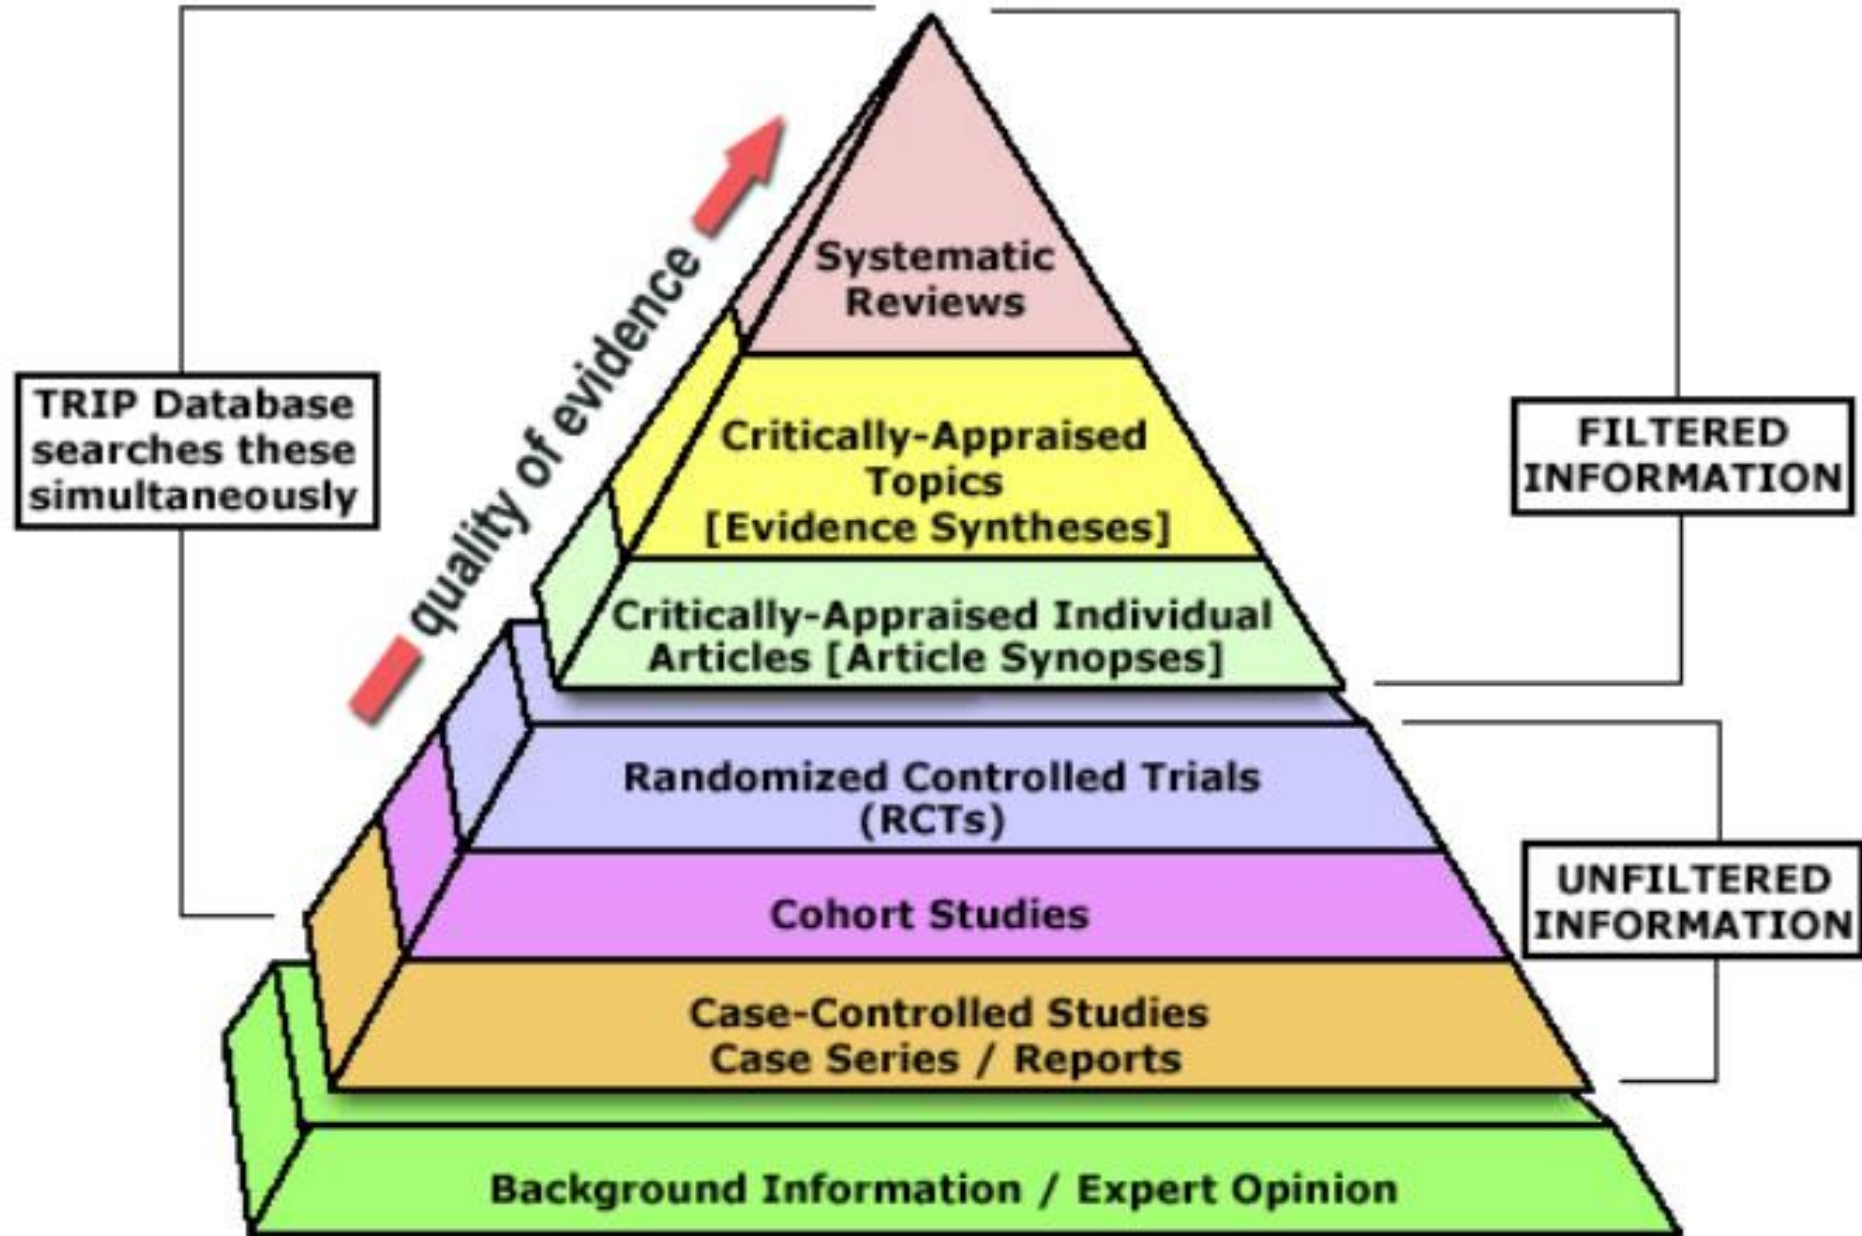 Systematic
Reviews
quality of evidence
TRIP Database
searches these
simultaneously
Critically-Appraised
Topics
[Evidence Syntheses]
FILTERED
INFORMATION
Critically-Appraised Individual
Articles [Article Synopses]
Randomized Controlled Trials
(RCTs)
UNFILTERED
INFORMATION
Cohort Studies
Case-Controlled Studies
Case Series / Reports
Background Information / Expert Opinion